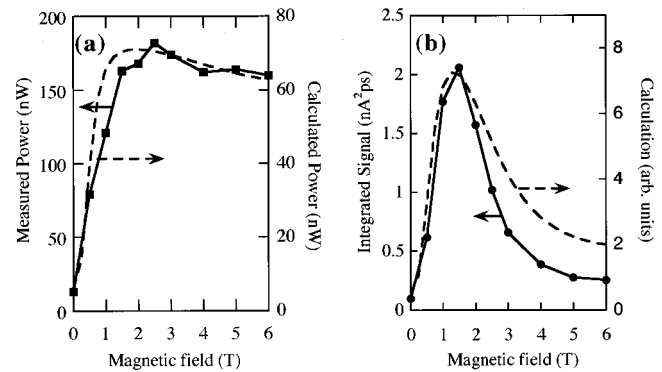 (a)
200
150
100
50
0
Measured Power (nW)
80
60
40
20
0
Calculated Power (nW)
0 1 2 3 4 5 6
Magnetic field (T)
(b)
2.5
2
1.5
1
0.5
0
Integrated Signal (nA²ps)
8
7
6
4
2
0
Calculation (arb. units)
0 1 2 3 4 5 6
Magnetic field (T)